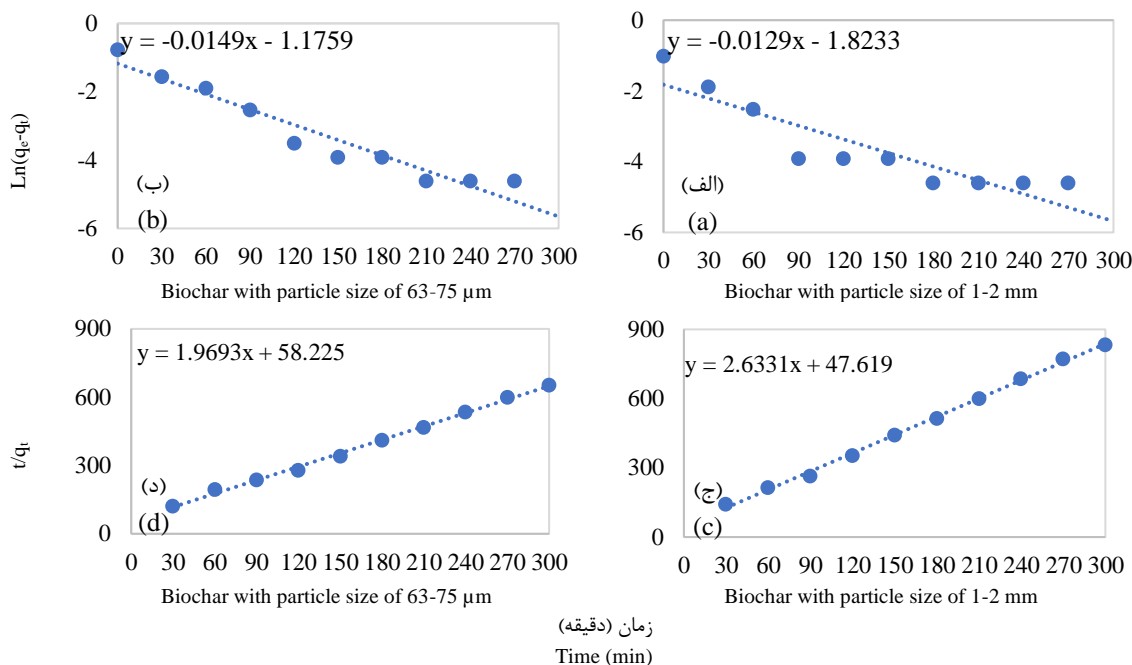 y = -0.0149x - 1.1759
0
-2
-4
-6
Ln(qₑ-qₜ)
(ب)
(b)
0 30 60 90 120 150 180 210 240 270 300
Biochar with particle size of 63-75 µm
y = -0.0129x - 1.8233
0
-2
-4
-6
(الف)
(a)
0 30 60 90 120 150 180 210 240 270 300
Biochar with particle size of 1-2 mm
y = 1.9693x + 58.225
900
600
300
0
t/qₜ
(د)
(d)
0 30 60 90 120 150 180 210 240 270 300
Biochar with particle size of 63-75 µm
y = 2.6331x + 47.619
900
600
300
0
(ج)
(c)
0 30 60 90 120 150 180 210 240 270 300
Biochar with particle size of 1-2 mm
زمان (دقیقه)
Time (min)